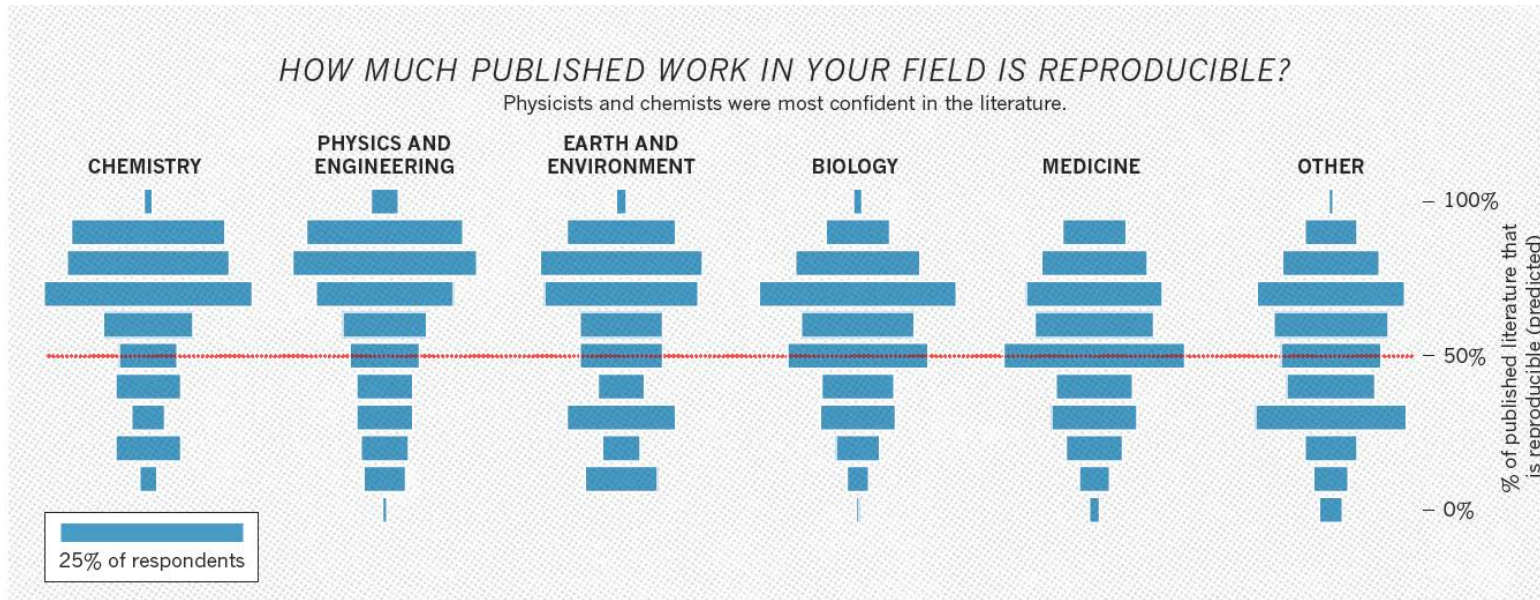 HOW MUCH PUBLISHED WORK IN YOUR FIELD IS REPRODUCIBLE?
Physicists and chemists were most confident in the literature.
CHEMISTRY
PHYSICS AND
ENGINEERING
EARTH AND
ENVIRONMENT
BIOLOGY
MEDICINE
OTHER
– 100%
– 50%
– 0%
% of published literature that
is reproducible (predicted)
25% of respondents